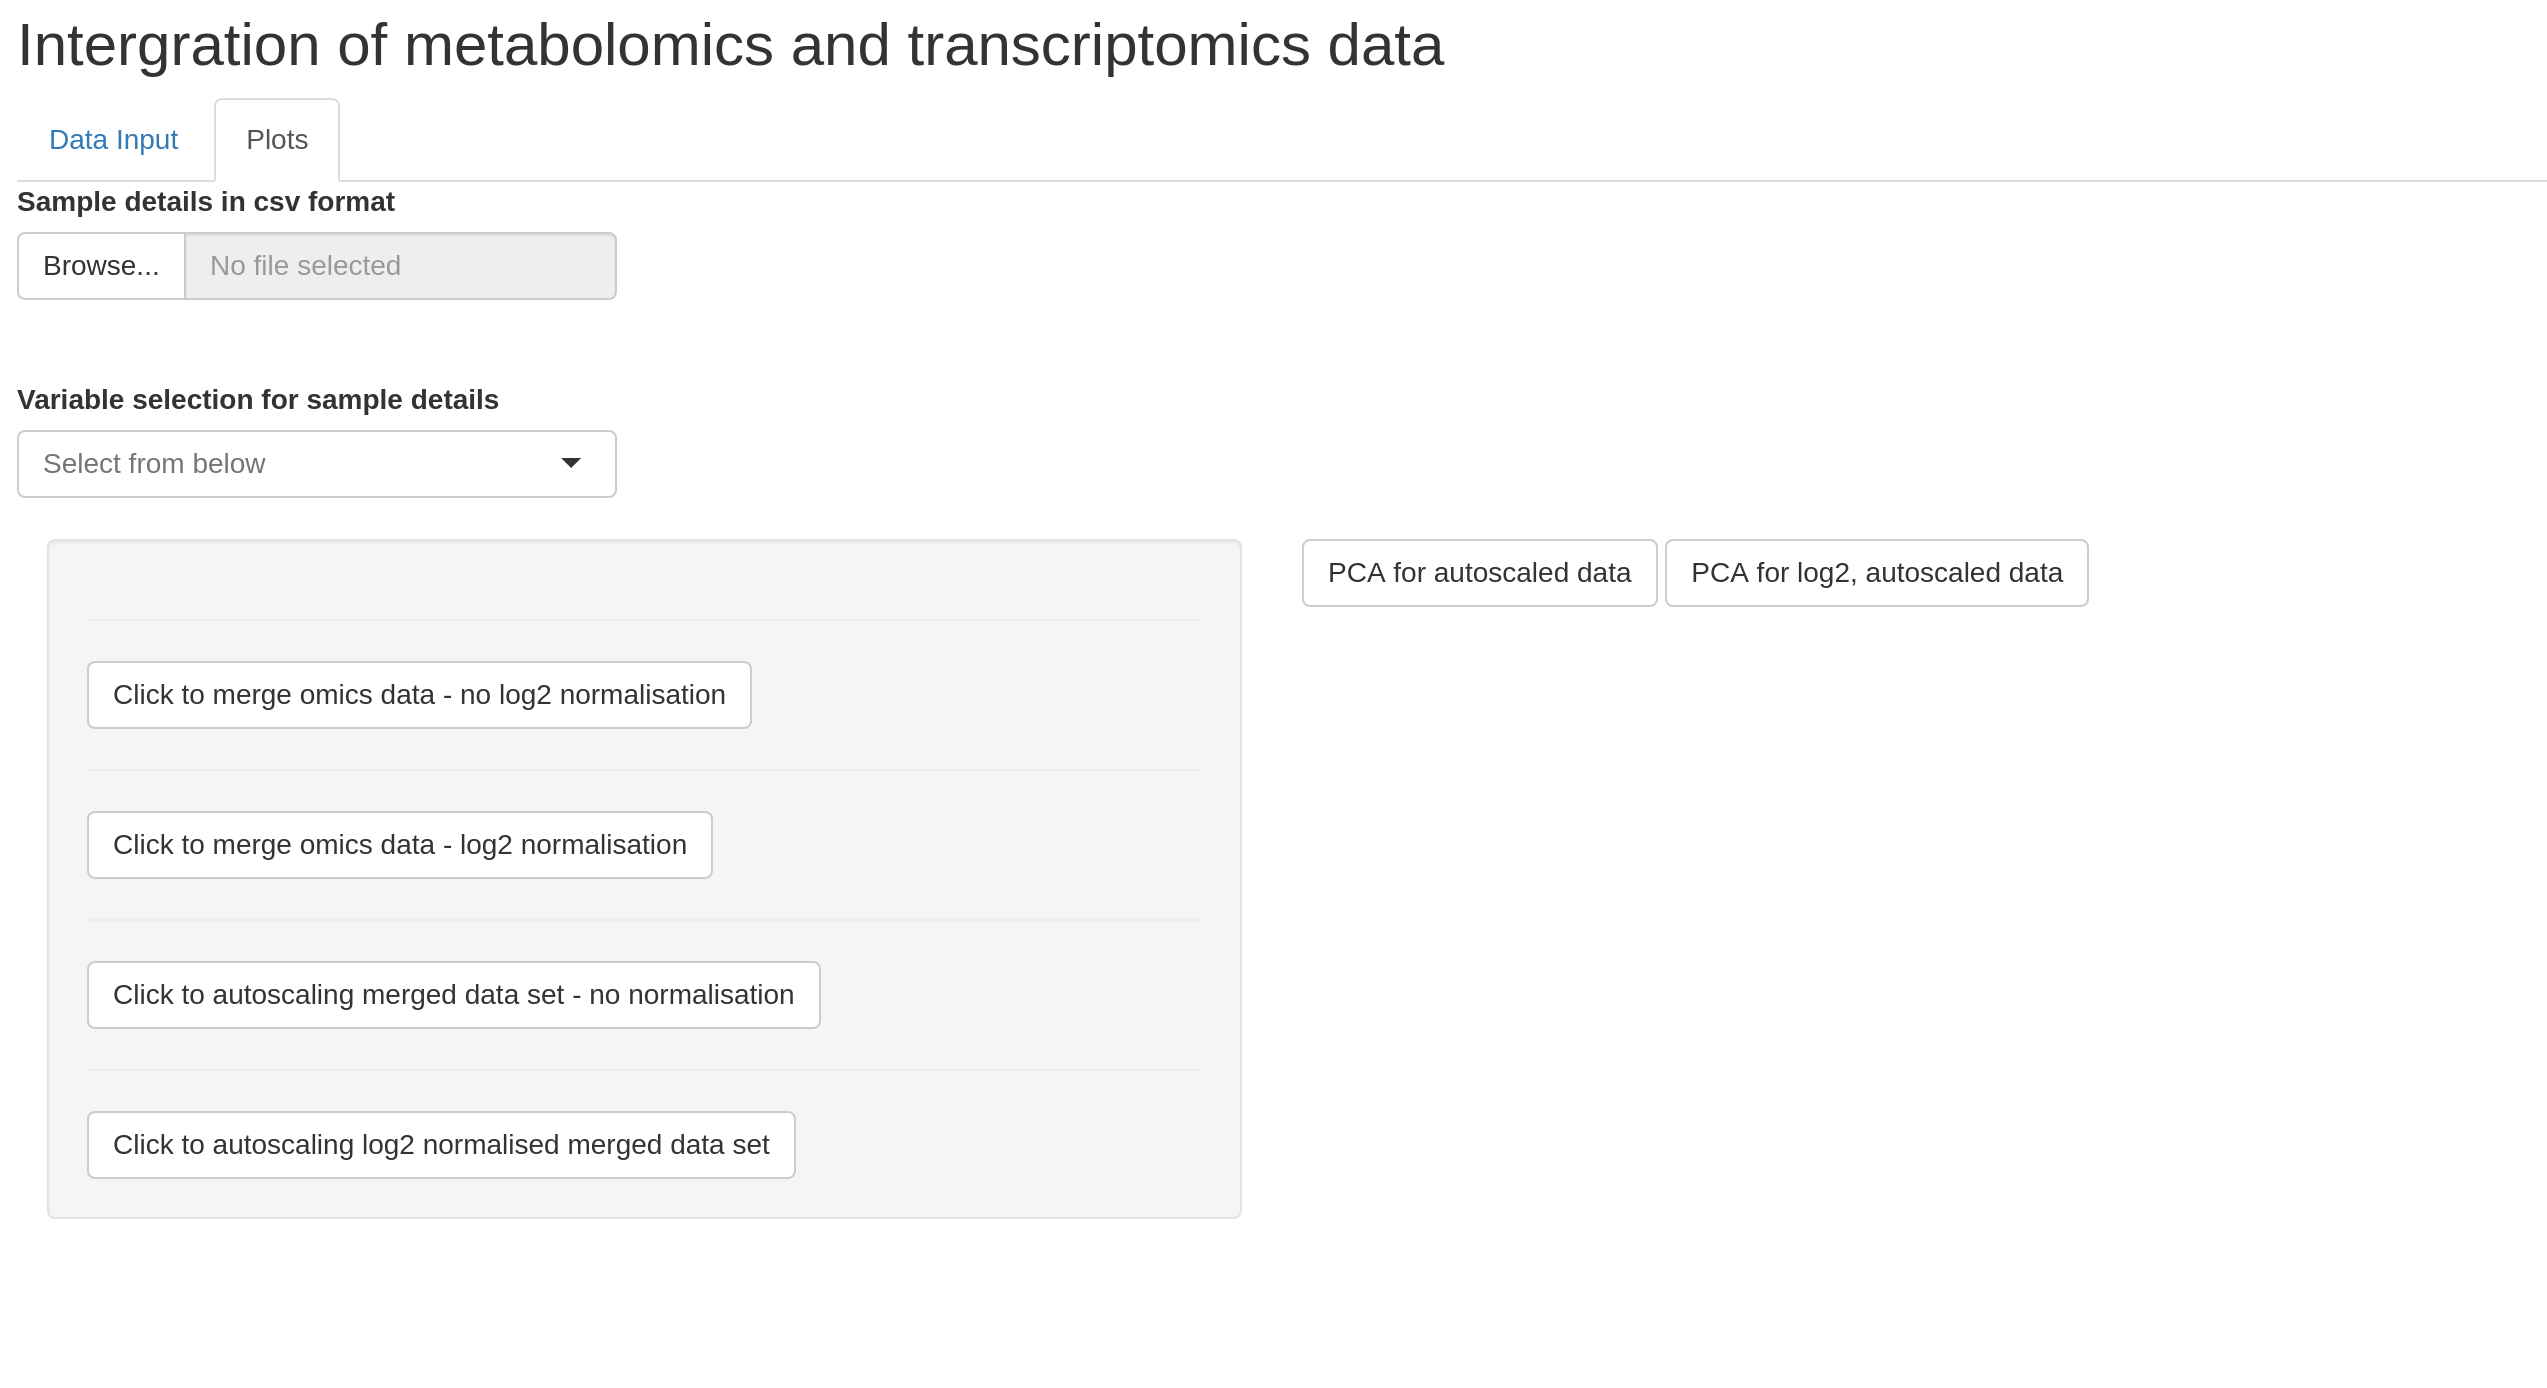 Intergration of metabolomics and transcriptomics data
Data Input
Plots
Sample details in csv format
Browse...
No file selected
Variable selection for sample details
Select from below
PCA for autoscaled data
PCA for log2, autoscaled data
Click to merge omics data - no log2 normalisation
Click to merge omics data - log2 normalisation
Click to autoscaling merged data set - no normalisation
Click to autoscaling log2 normalised merged data set